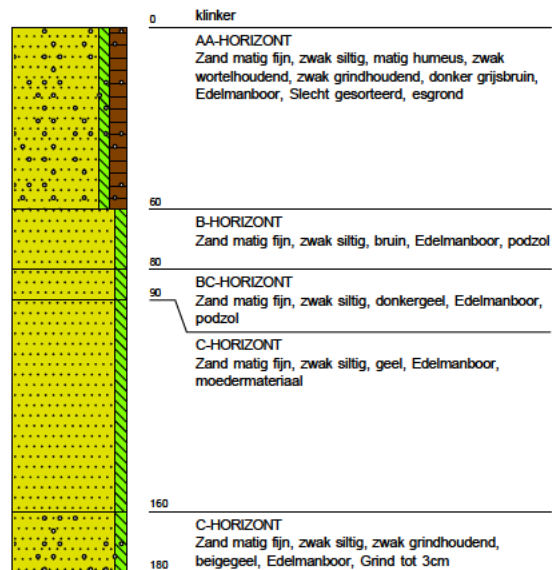 0 klinker
AA-HORIZONT
Zand matig fijn, zwak siltig, matig humeus, zwak
wortelhoudend, zwak grindhoudend, donker grijsbruin,
Edelmanboor, Slecht gesorteerd, esgrond
60
B-HORIZONT
Zand matig fijn, zwak siltig, bruin, Edelmanboor, podzol
80
BC-HORIZONT
90
Zand matig fijn, zwak siltig, donkergeel, Edelmanboor,
podzol
C-HORIZONT
Zand matig fijn, zwak siltig, geel, Edelmanboor,
moedermateriaal
160
C-HORIZONT
Zand matig fijn, zwak siltig, zwak grindhoudend,
180 beigegeel, Edelmanboor, Grind tot 3cm